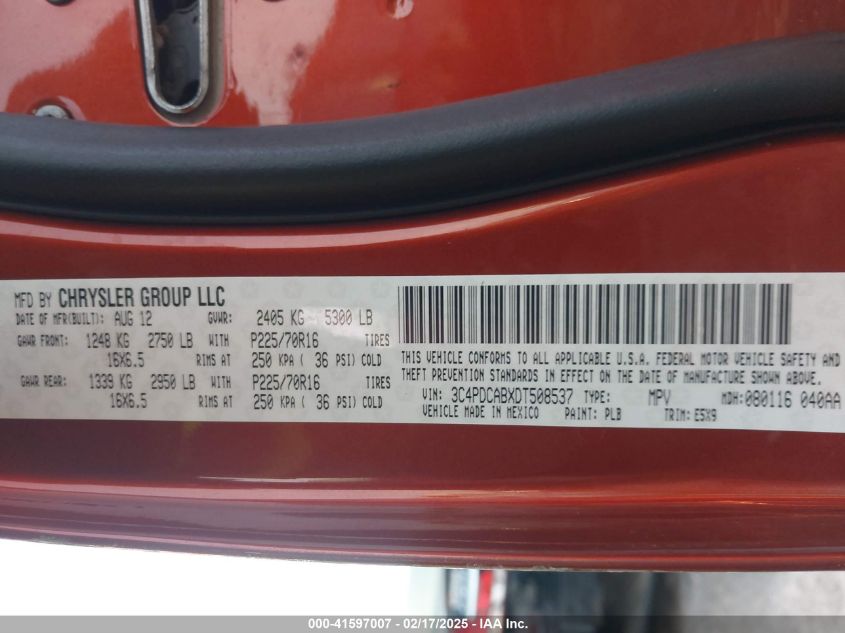 MFD BY CHRYSLER GROUP LLC
DATE OF MFR(BUILT): AUG 12 GVWR: 2405 KG 5300 LB
GAWR FRONT: 1248 KG 2750 LB WITH P225/70R16 TIRES
16X6.5 RIMS AT 250 KPA ( 36 PSI) COLD
GAWR REAR: 1339 KG 2950 LB WITH P225/70R16 TIRES
16X6.5 RIMS AT 250 KPA ( 36 PSI) COLD
THIS VEHICLE CONFORMS TO ALL APPLICABLE U.S.A. FEDERAL MOTOR VEHICLE SAFETY AND
THEFT PREVENTION STANDARDS IN EFFECT ON THE DATE OF MANUFACTURE SHOWN ABOVE.
VIN: 3C4PDCABXDT508537 TYPE: MPV MDH: 080116 040AA
VEHICLE MADE IN MEXICO PAINT: PLB TRIM: E5X9
000-41597007 - 02/17/2025 - IAA Inc.